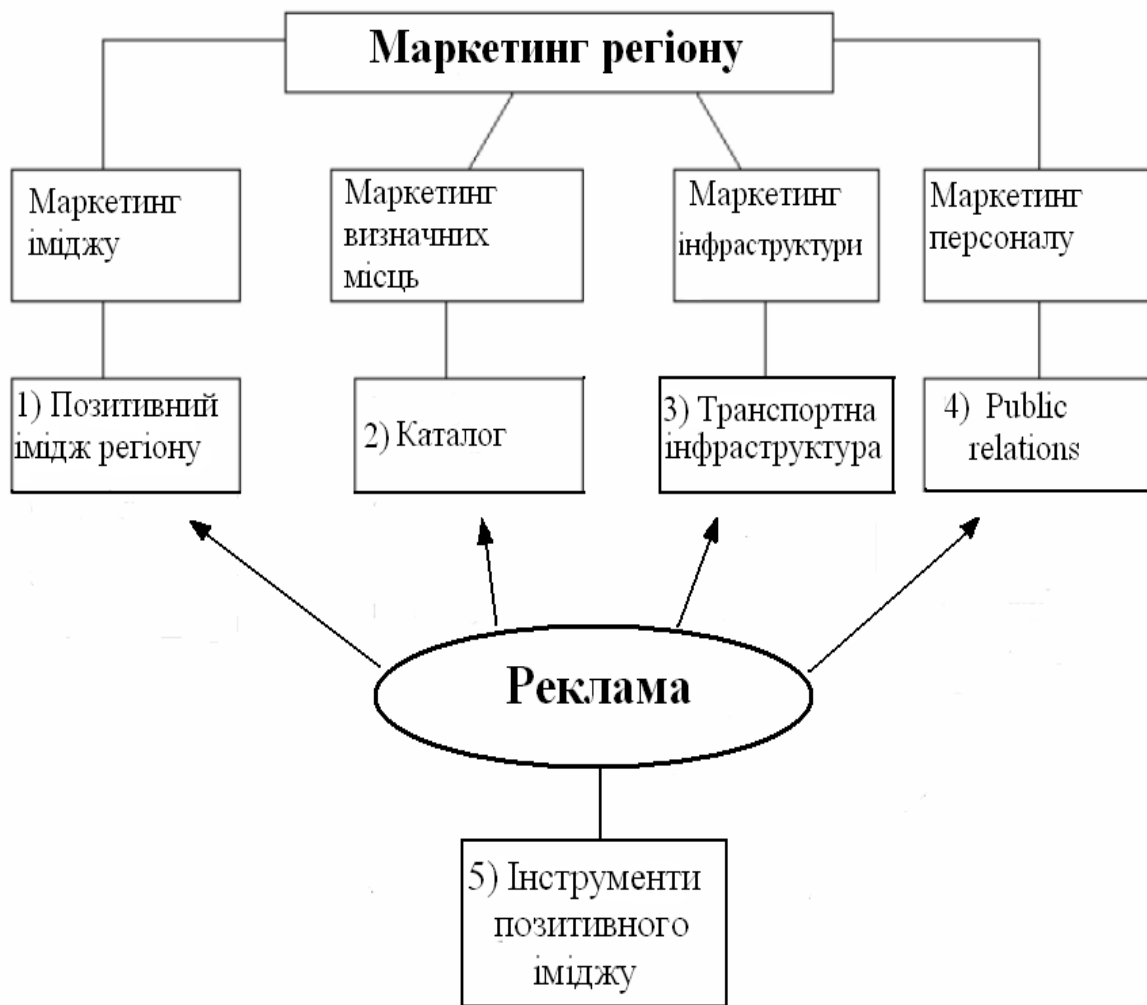 Маркетинг регіону
Маркетинг
іміджу
Маркетинг
визначних
місць
Маркетинг
інфраструктури
Маркетинг
персоналу
1) Позитивний
імідж регіону
2) Каталог
3) Транспортна
інфраструктура
4) Public
relations
Реклама
5) Інструменти
позитивного
іміджу